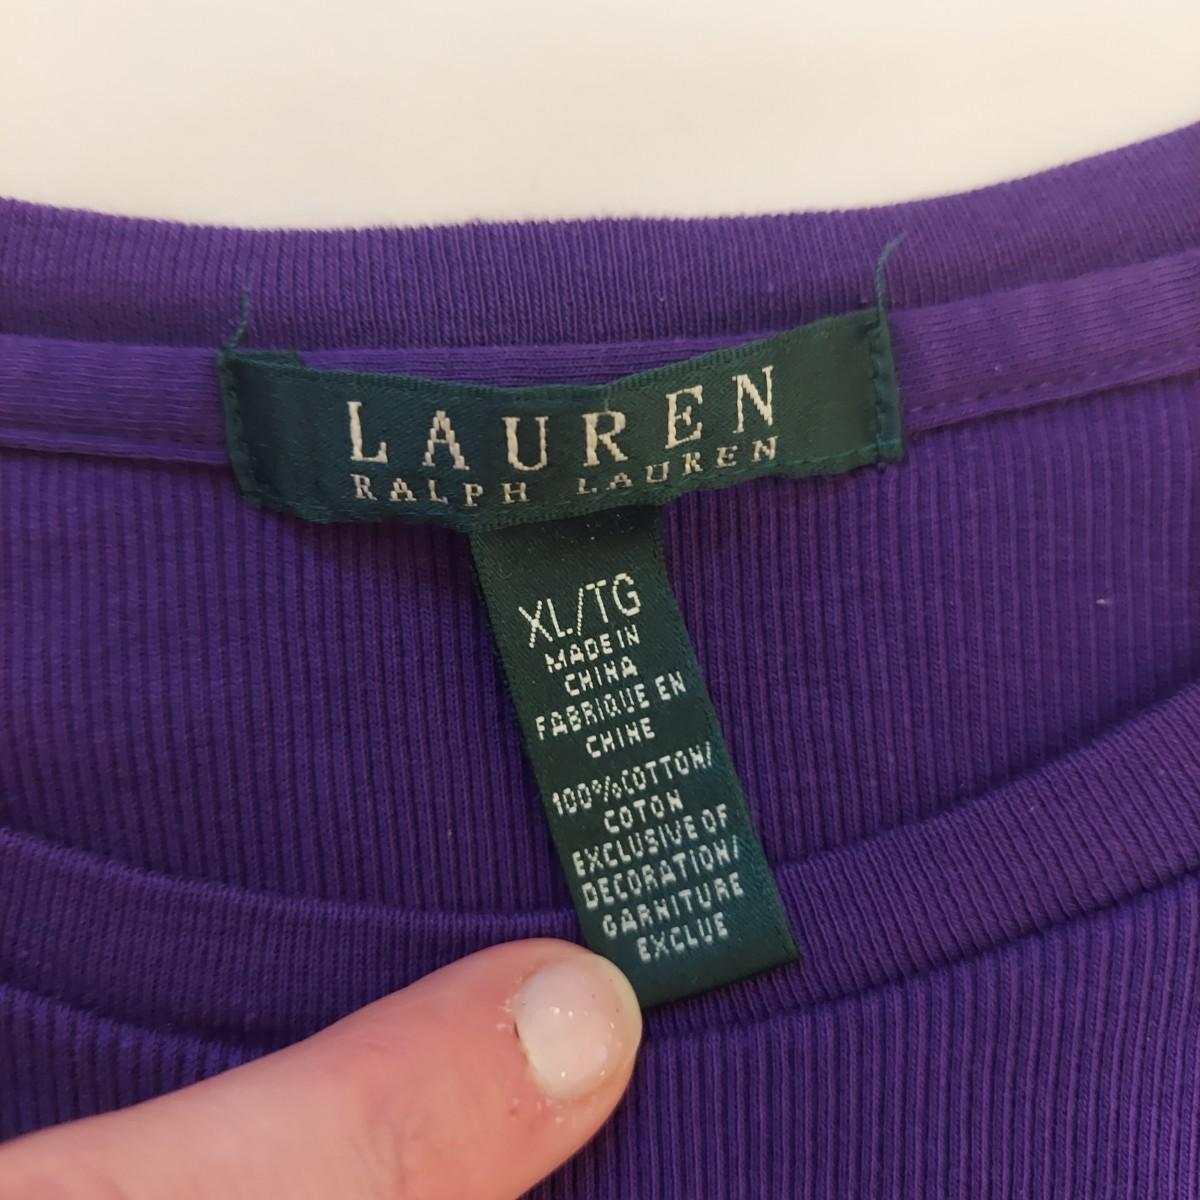 LAUREN
RALPH LAUREN
XL/TG
MADE IN
CHINA
FABRIQUE EN
CHINE
100% COTTON/
COTON
EXCLUSIVE OF
DECORATION/
GARNITURE
EXCLUE